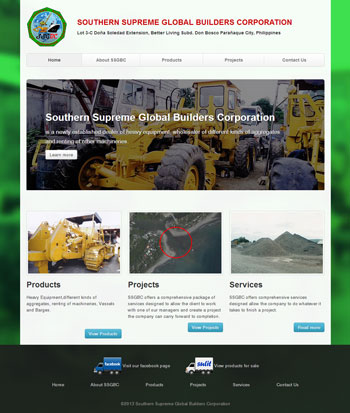 SOUTHERN SUPREME GLOBAL BUILDERS CORPORATION
Lot 3-C Doña Soledad Extension, Better Living Subd. Don Bosco Parañaque City, Philippines
Home
About SSGBC
Products
Projects
Contact Us
Southern Supreme Global Builders Corporation
is a newly established dealer of heavy equipment, wholesaler of different kinds of aggregates
and renting of other machineries.
Learn more
Products
Heavy Equipment,different kinds of
aggregates, renting of machineries, Vessels
and Barges.
View Products
Projects
SSGBC offers a comprehensive package of
services designed to allow the client to work
with one of our managers and create a project
the company can carry forward to completion.
View Projects
Services
SSGBC offers comprehensive services
designed allow the company to do whatever it
takes to finish a project.
Read more
facebook
Visit our facebook page
sulit
View products for sale
Home
About SSGBC
Products
Projects
Services
Contact Us
©2013 Southern Supreme Global Builders Corporation